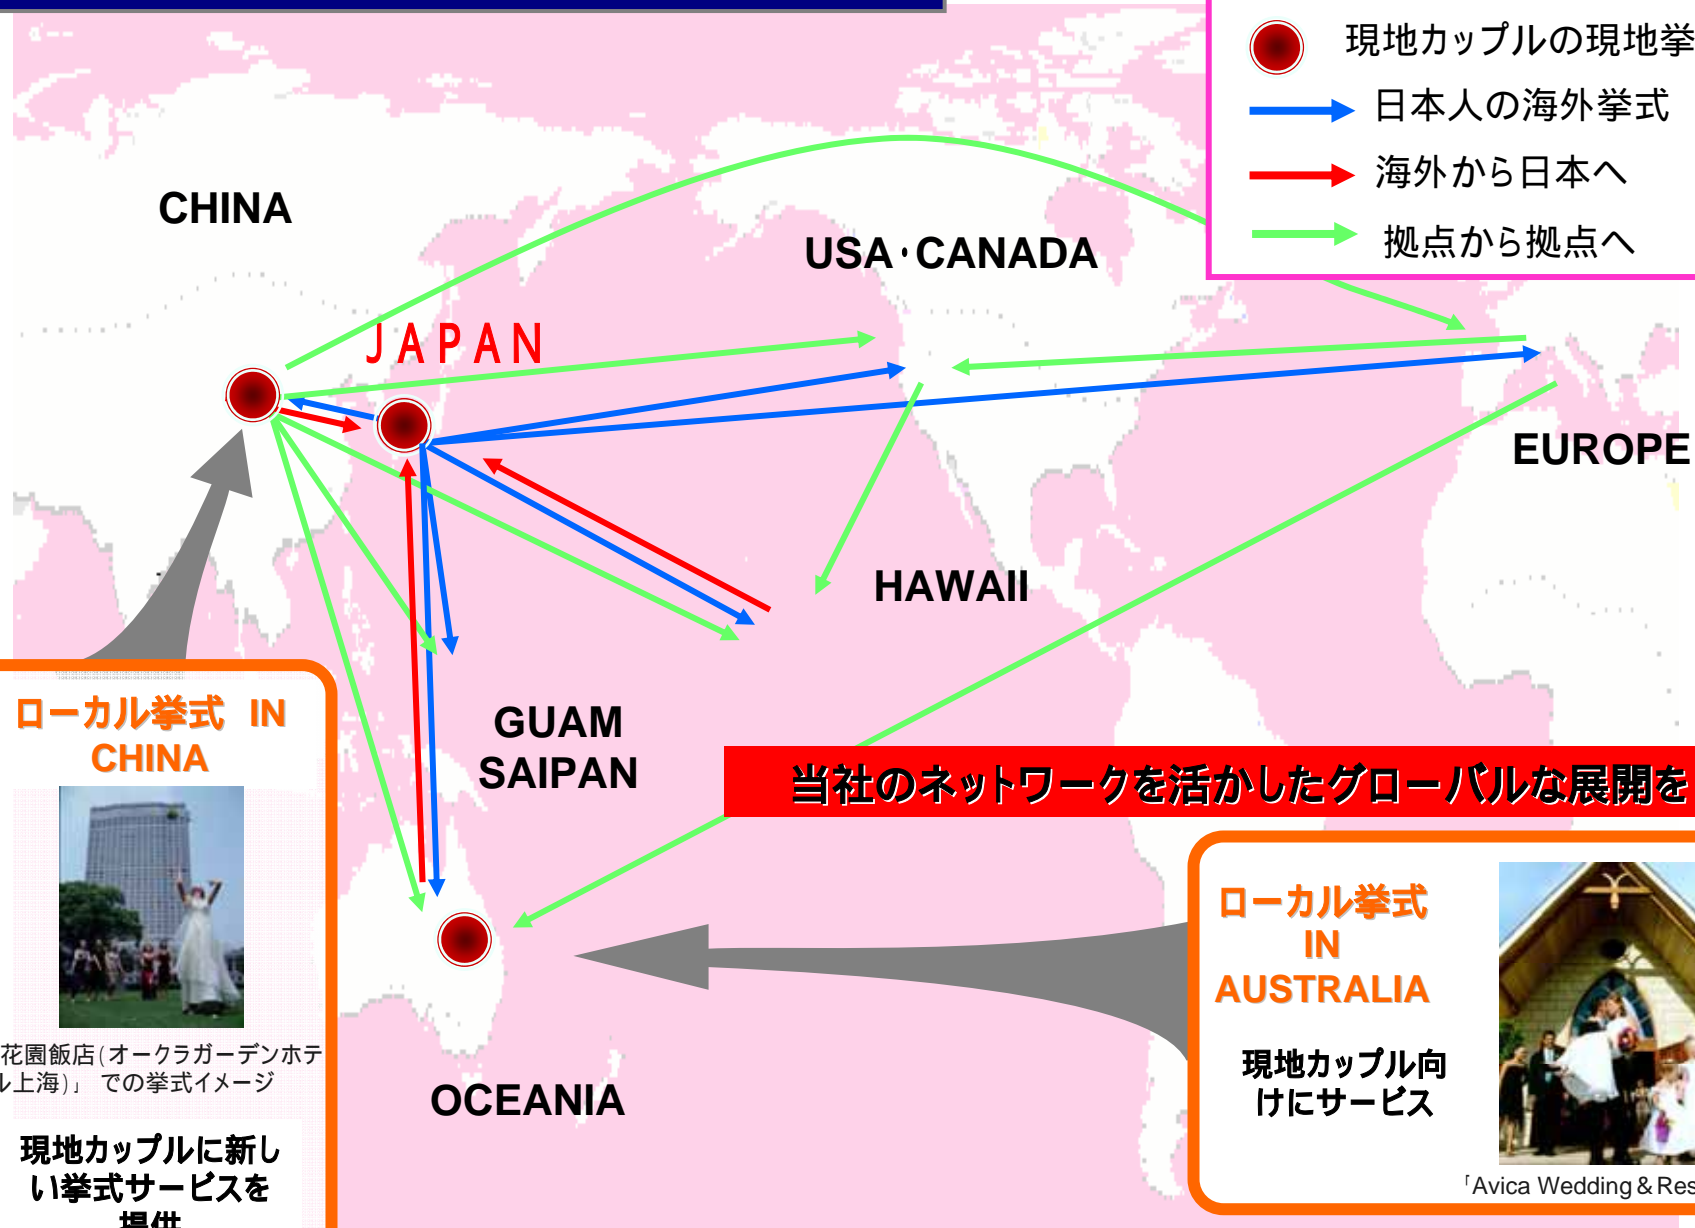 現地カップルの現地挙
日本人の海外挙式
海外から日本へ
拠点から拠点へ
CHINA
USA・CANADA
JAPAN
EUROPE
HAWAII
GUAM
SAIPAN
当社のネットワークを活かしたグローバルな展開を
ローカル挙式 IN
CHINA
花園飯店(オークラガーデンホテ
ル上海)」 での挙式イメージ
現地カップルに新し
い挙式サービスを
提供
OCEANIA
ローカル挙式
IN
AUSTRALIA
現地カップル向
けにサービス
「Avica Wedding & Res